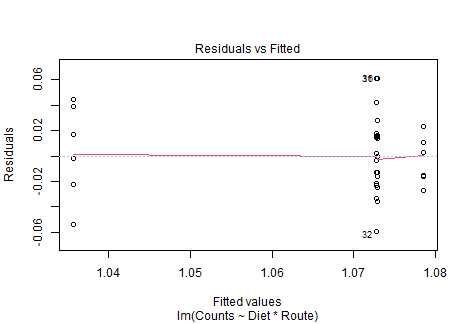 Residuals vs Fitted
Residuals
0.06
0.02
-0.02
-0.06
32
1.04
1.05
1.06
1.07
1.08
Fitted values
lm(Counts ~ Diet * Route)